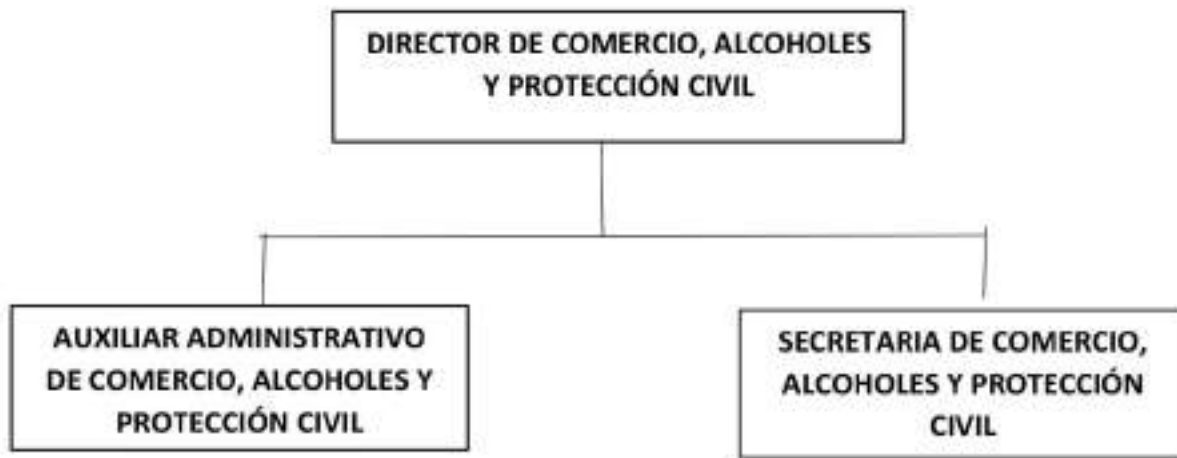 DIRECTOR DE COMERCIO, ALCOHOLES
Y PROTECCIÓN CIVIL
AUXILIAR ADMINISTRATIVO
DE COMERCIO, ALCOHOLES Y
PROTECCIÓN CIVIL
SECRETARIA DE COMERCIO,
ALCOHOLES Y PROTECCIÓN
CIVIL